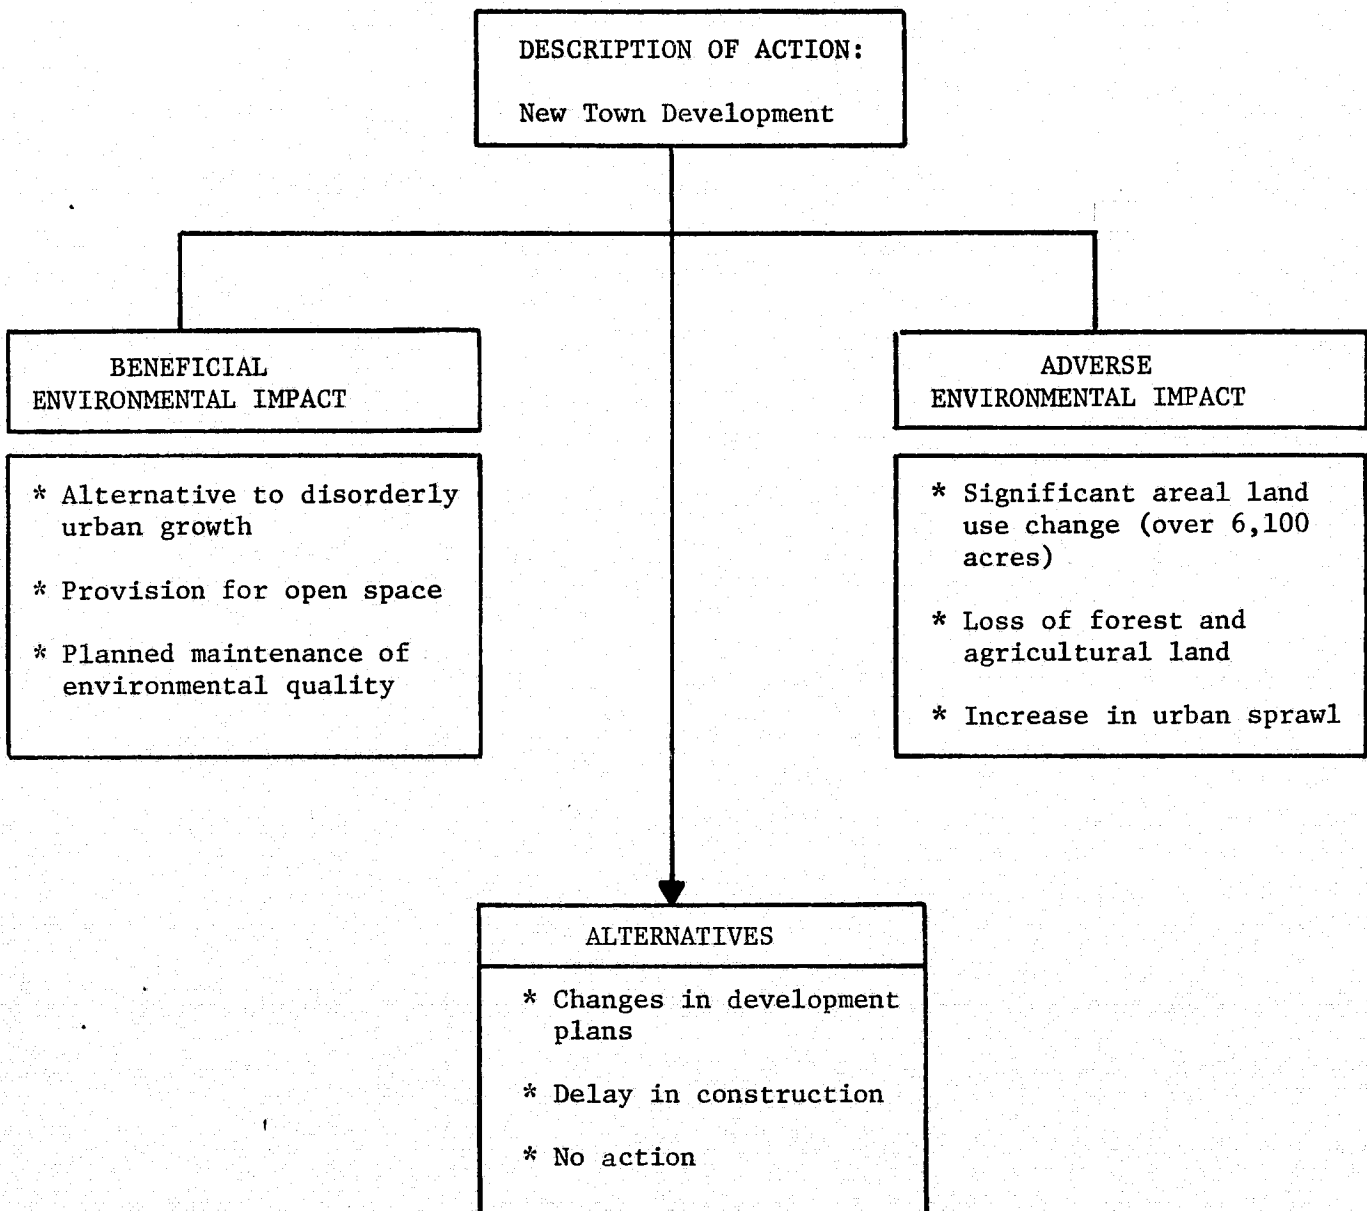 DESCRIPTION OF ACTION:
New Town Development
BENEFICIAL
ENVIRONMENTAL IMPACT
* Alternative to disorderly
urban growth
* Provision for open space
* Planned maintenance of
environmental quality
ADVERSE
ENVIRONMENTAL IMPACT
* Significant areal land
use change (over 6,100
acres)
* Loss of forest and
agricultural land
* Increase in urban sprawl
ALTERNATIVES
* Changes in development
plans
* Delay in construction
* No action